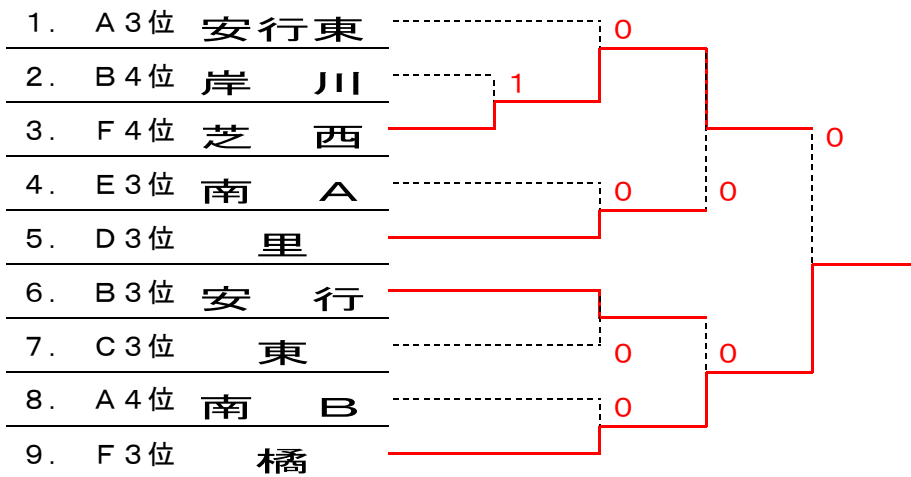 1. A3位 安行東
0
2. B4位 岸川
1
3. F4位 芝西
0
4. E3位 南A
0 0
5. D3位 里
6. B3位 安行
7. C3位 東
0 0
8. A4位 南B
0
9. F3位 橘